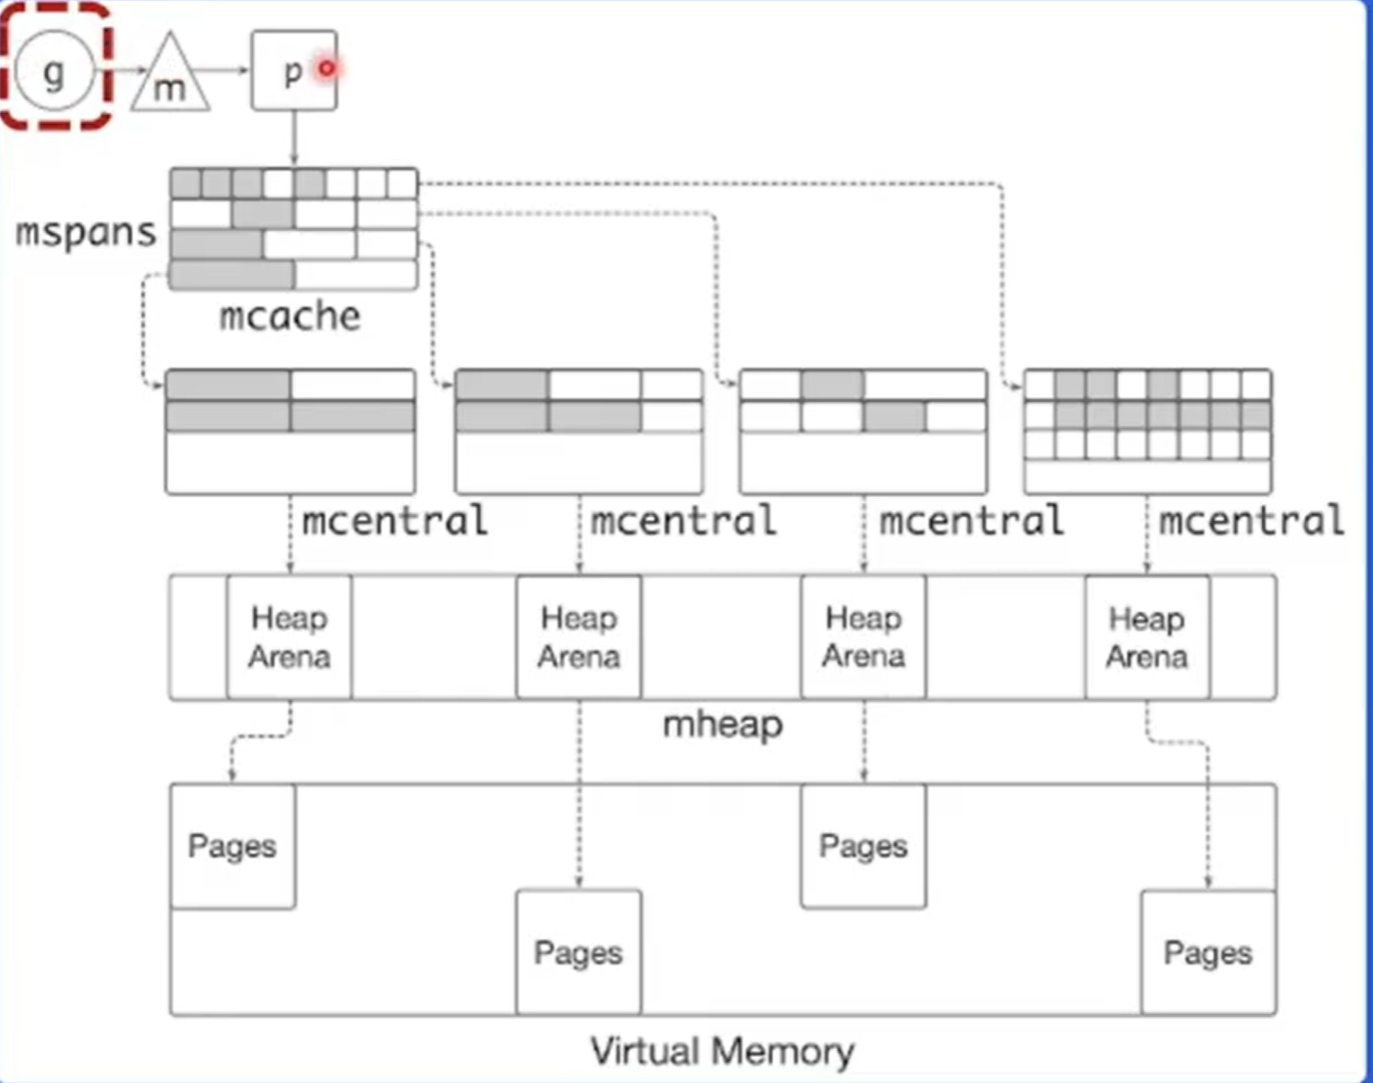 g
m
p
mspans
mcache
mcentral
mcentral
mcentral
mcentral
Heap
Arena
Heap
Arena
Heap
Arena
Heap
Arena
mheap
Pages
Pages
Pages
Pages
Virtual Memory